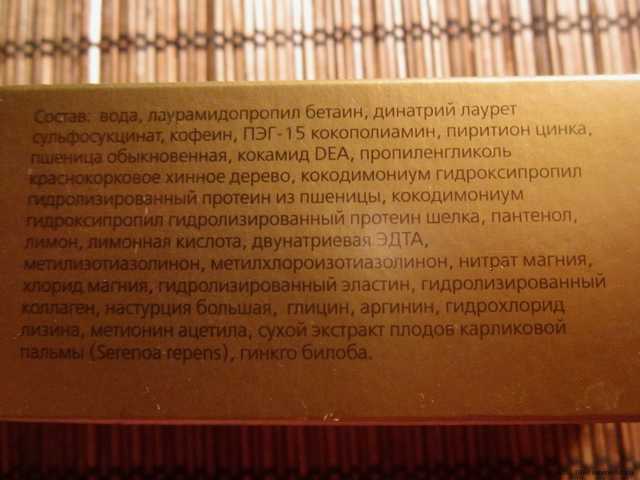 Состав: вода, лаурамидопропил бетаин, динатрий лаурет
сульфосукцинат, кофеин, ПЭГ-15 кокополиамин, пиритион цинка,
пшеница обыкновенная, кокамид DEA, пропиленгликоль
краснокорковое хинное дерево, кокодимониум гидроксипропил
гидролизированный протеин из пшеницы, кокодимониум
гидроксипропил гидролизированный протеин шелка, пантенол,
лимон, лимонная кислота, двунатриевая ЭДТА,
метилизотиазолинон, метилхлороизотиазолинон, нитрат магния,
хлорид магния, гидролизированный эластин, гидролизированный
коллаген, настурция большая, глицин, аргинин, гидрохлорид
лизина, метионин ацетила, сухой экстракт плодов карликовой
пальмы (Serenoa repens), гинкго билоба.